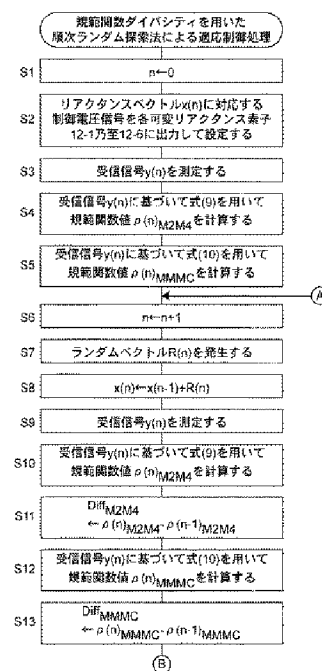 規範関数ダイバシティを用いた
順次ランダム探索法による適応制御処理
S1
n←0
S2
リアクタンスベクトルx(n)に対応する
制御電圧信号を各可変リアクタンス素子
12-1乃至12-6に出力して設定する
S3
受信信号y(n)を測定する
S4
受信信号y(n)に基づいて式(9)を用いて
規範関数値ρ(n)M2M4を計算する
S5
受信信号y(n)に基づいて式(10)を用いて
規範関数値ρ(n)MMMCを計算する
A
S6
n←n+1
S7
ランダムベクトルR(n)を発生する
S8
x(n)←x(n-1)+R(n)
S9
受信信号y(n)を測定する
S10
受信信号y(n)に基づいて式(9)を用いて
規範関数値ρ(n)M2M4を計算する
S11
DiffM2M4
←ρ(n)M2M4-ρ(n-1)M2M4
S12
受信信号y(n)に基づいて式(10)を用いて
規範関数値ρ(n)MMMCを計算する
S13
DiffMMMC
←ρ(n)MMMC-ρ(n-1)MMMC
B